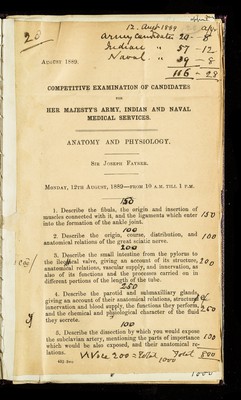 12. Augst 1889
Army Candidates 20 - 8
Indian " 57 - 12
Naval " 39 - 8
116 - 28
AUGUST 1889.
COMPETITIVE EXAMINATION OF CANDIDATES
FOR
HER MAJESTY'S ARMY, INDIAN AND NAVAL
MEDICAL SERVICES.
ANATOMY AND PHYSIOLOGY.
SIR JOSEPH FAYRER.
MONDAY, 12TH AUGUST, 1889—FROM 10 A.M. TILL 1 P.M.
150
1. Describe the fibula, the origin and insertion of
muscles connected with it, and the ligaments which enter 150
into the formation of the ankle joint.
100
2. Describe the origin, course, distribution, and 100
anatomical relations of the great sciatic nerve.
200
3. Describe the small intestine from the pylorus to
the ileocæcal valve, giving an account of its structure, 200
anatomical relations, vascular supply, and innervation, as
also of its functions and the processes carried on in
different portions of the length of the tube.
250
4. Describe the parotid and submaxillary glands,
giving an account of their anatomical relations, structure,
innervation and blood supply, the functions they perform, 250
and the chemical and physiological character of the fluid
they secrete.
100
5. Describe the dissection by which you would expose
the subclavian artery, mentioning the parts of importance 100
which would be also exposed, and their anatomical re-
lations.
Voce 200 = Total 1000 Total 800
1000